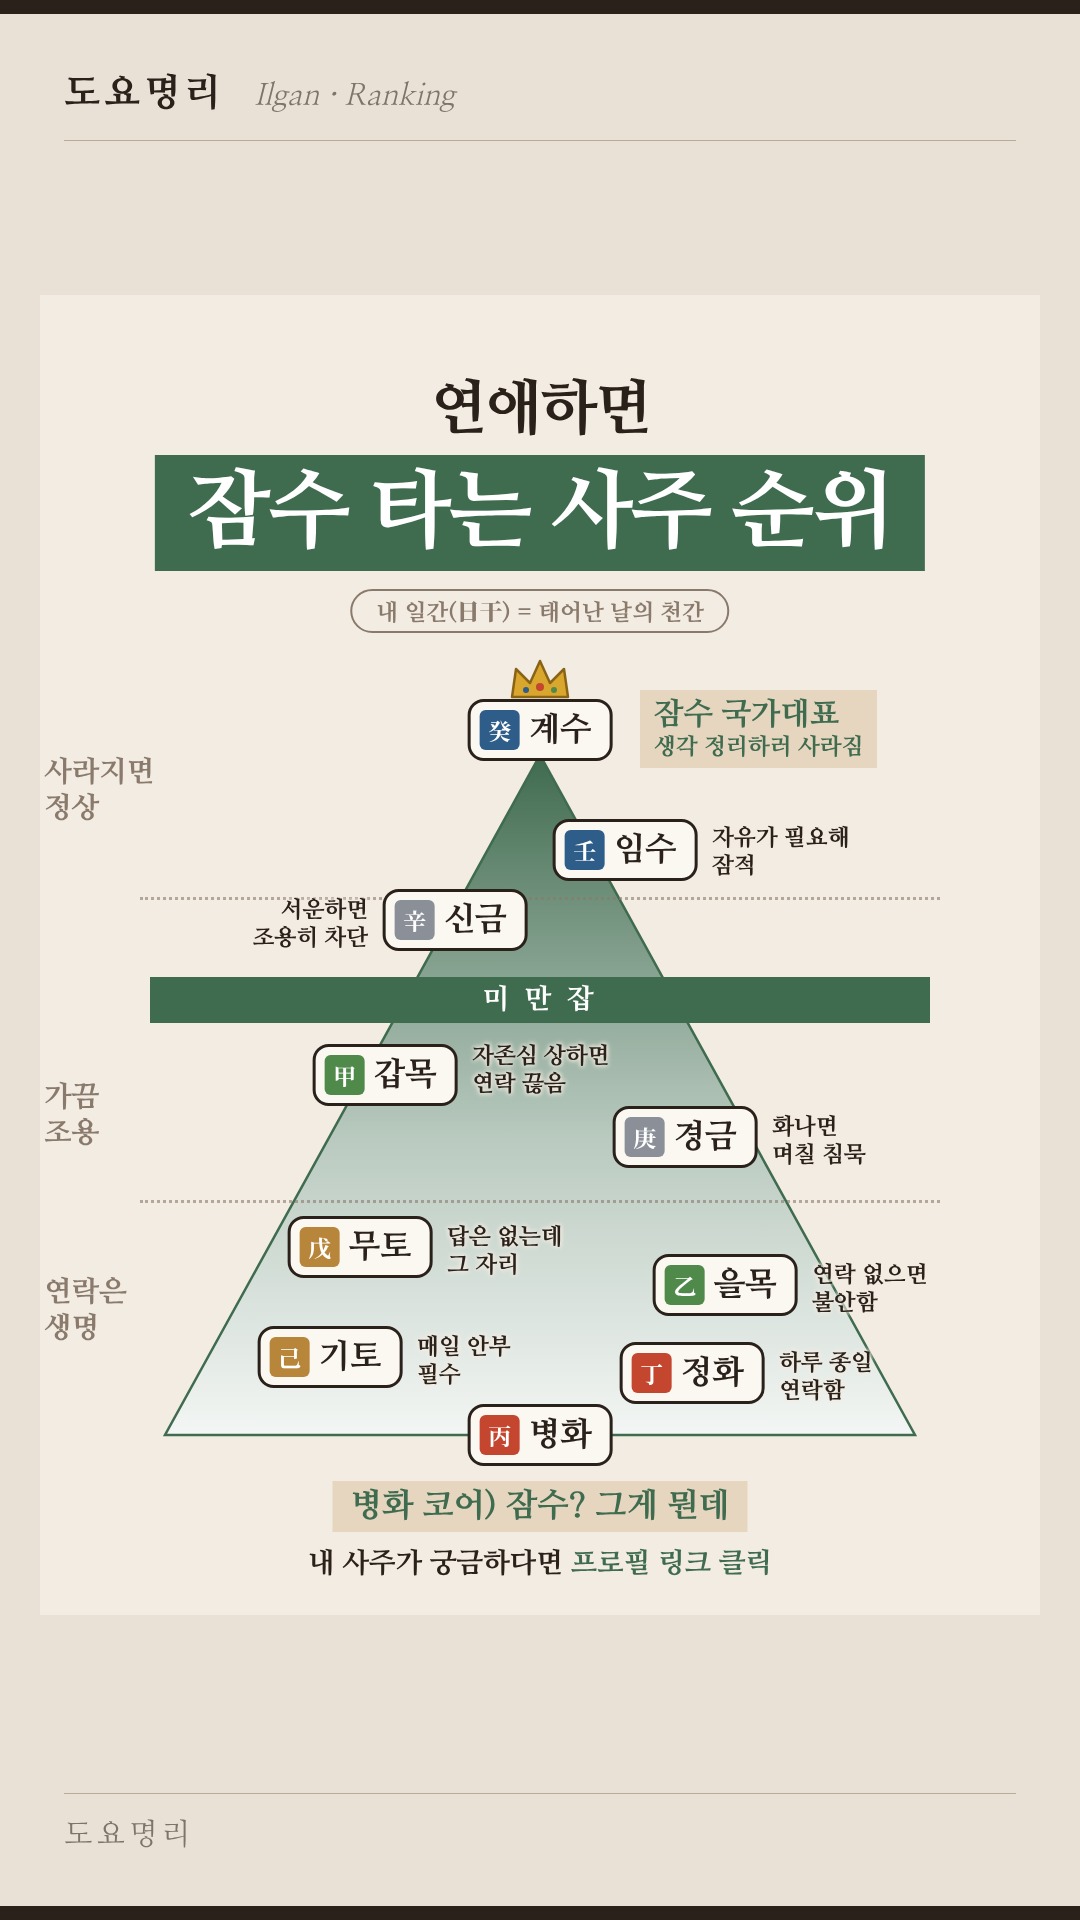 도요명리 Ilgan · Ranking
연애하면
잠수 타는 사주 순위
내 일간(日干) = 태어난 날의 천간
癸 계수
잠수 국가대표
생각 정리하러 사라짐
사라지면
정상
壬 임수
자유가 필요해
잠적
서운하면
조용히 차단
辛 신금
미만잡
甲 갑목
자존심 상하면
연락 끊음
가끔
조용
庚 경금
화나면
며칠 침묵
戊 무토
답은 없는데
그 자리
乙 을목
연락 없으면
불안함
연락은
생명
己 기토
매일 안부
필수
丁 정화
하루 종일
연락함
丙 병화
병화 코어) 잠수? 그게 뭔데
내 사주가 궁금하다면 프로필 링크 클릭
도요명리